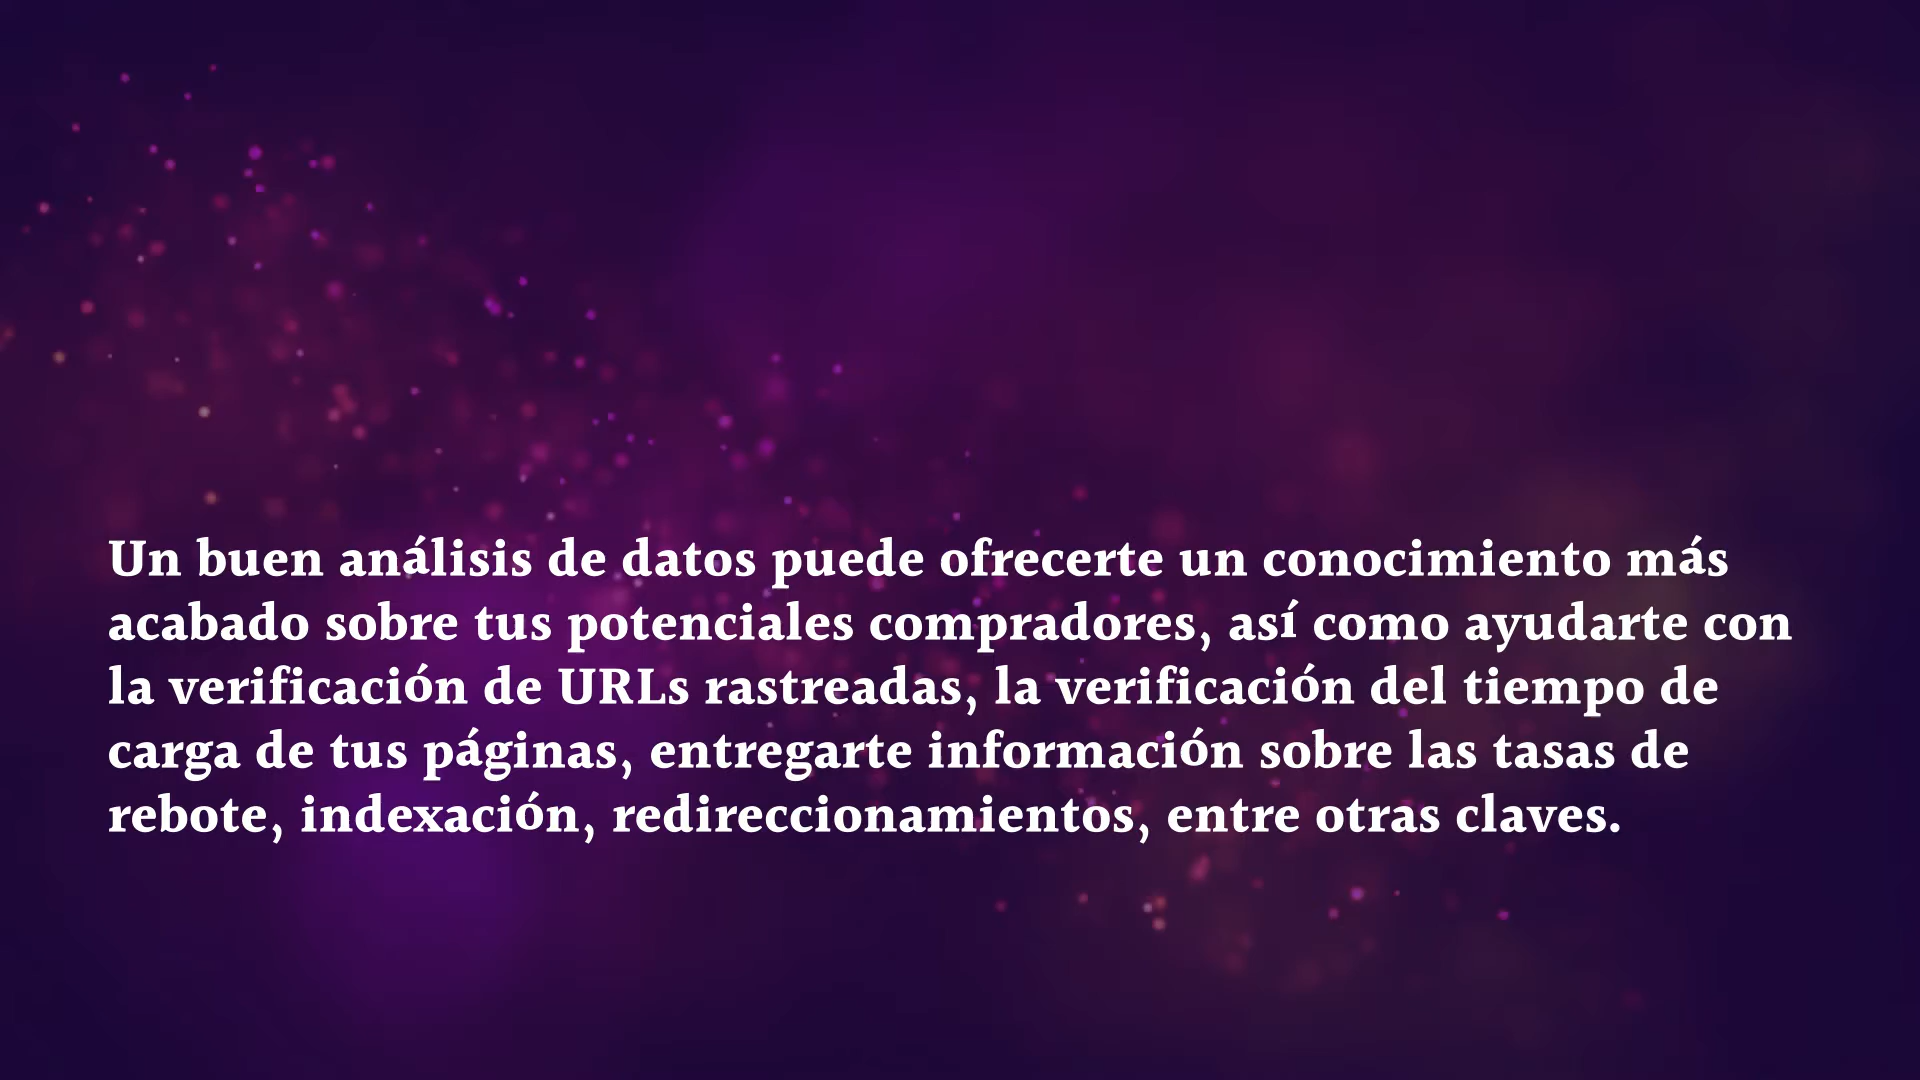 Un buen análisis de datos puede ofrecerte un conocimiento más
acabado sobre tus potenciales compradores, así como ayudarte con
la verificación de URLs rastreadas, la verificación del tiempo de
carga de tus páginas, entregarte información sobre las tasas de
rebote, indexación, redireccionamientos, entre otras claves.